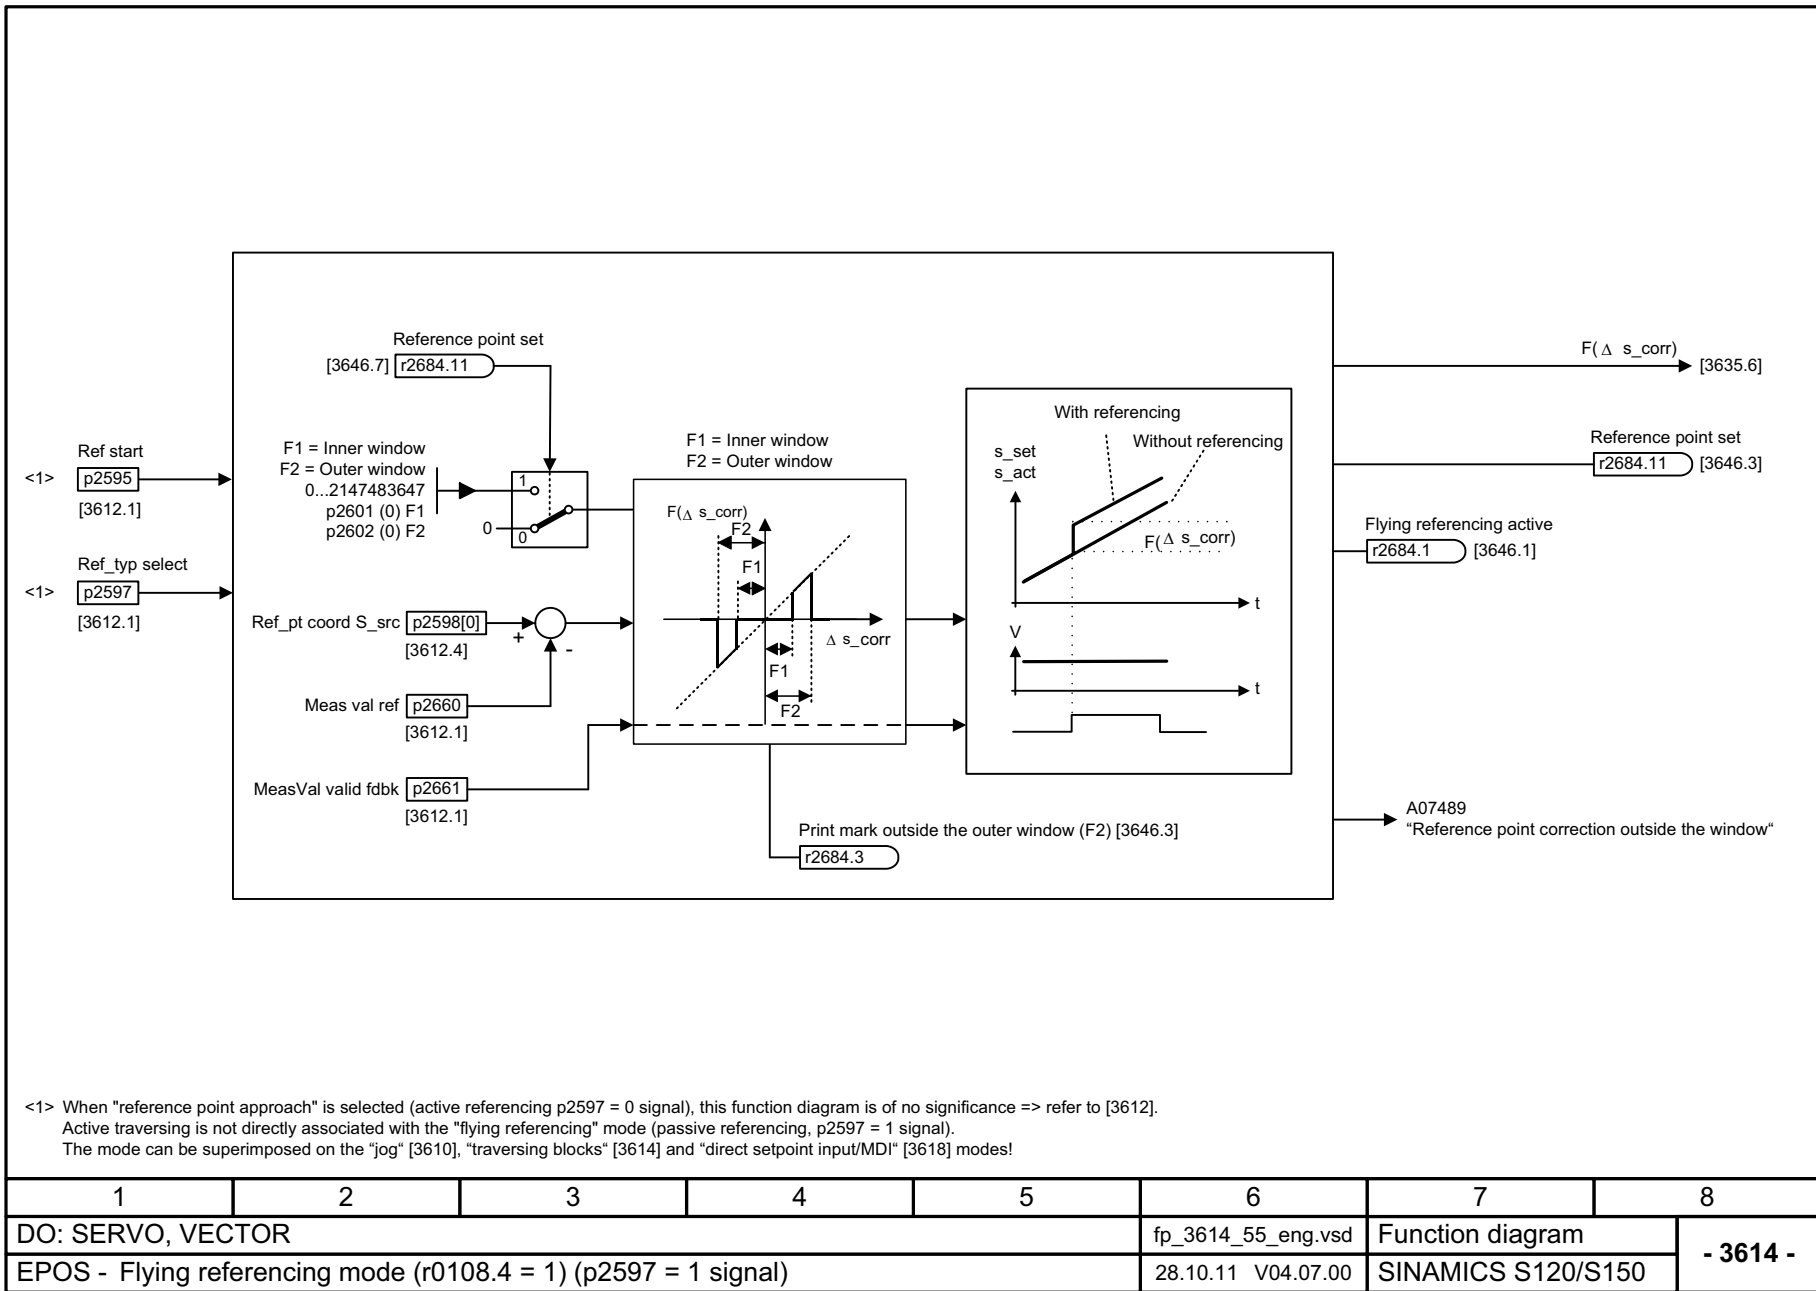 Reference point set
[3646.7] r2684.11
F1 = Inner window
F2 = Outer window
0...2147483647
p2601 (0) F1
p2602 (0) F2
1
0
0
Ref start
<1> p2595
[3612.1]
Ref_typ select
<1> p2597
[3612.1]
Ref_pt coord S_src p2598[0]
[3612.4]
+
-
Meas val ref p2660
[3612.1]
MeasVal valid fdbk p2661
[3612.1]
F1 = Inner window
F2 = Outer window
F(Δ s_corr)
F2
F1
Δ s_corr
F1
F2
Print mark outside the outer window (F2) [3646.3]
r2684.3
With referencing
Without referencing
s_set
s_act
F(Δ s_corr)
t
V
t
F(Δ s_corr)
[3635.6]
Reference point set
r2684.11 [3646.3]
Flying referencing active
r2684.1 [3646.1]
A07489
“Reference point correction outside the window“
<1> When "reference point approach" is selected (active referencing p2597 = 0 signal), this function diagram is of no significance => refer to [3612].
Active traversing is not directly associated with the "flying referencing" mode (passive referencing, p2597 = 1 signal).
The mode can be superimposed on the “jog“ [3610], “traversing blocks“ [3614] and “direct setpoint input/MDI“ [3618] modes!
1 2 3 4 5 6 7 8
DO: SERVO, VECTOR fp_3614_55_eng.vsd Function diagram
- 3614 -
EPOS - Flying referencing mode (r0108.4 = 1) (p2597 = 1 signal) 28.10.11 V04.07.00 SINAMICS S120/S150